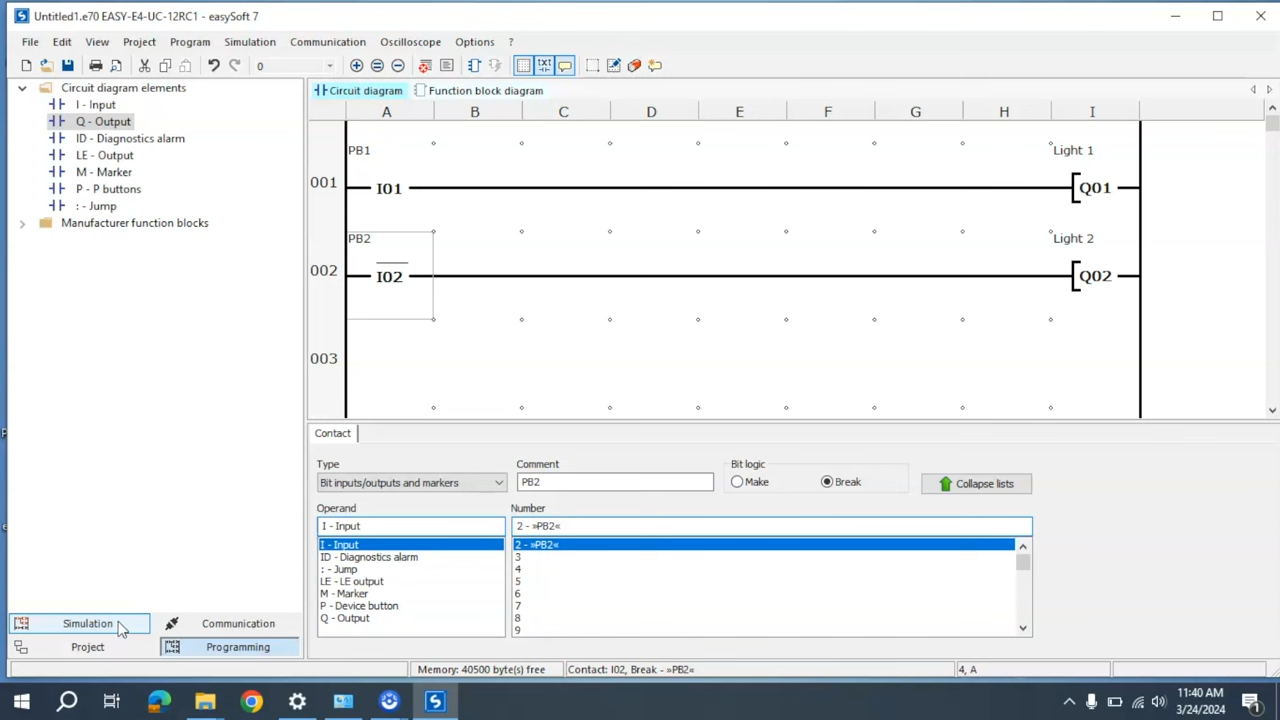 Untitled1.e70 EASY-E4-UC-12RC1 - easySoft 7
File Edit View Project Program Simulation Communication Oscilloscope Options ?
0
Circuit diagram elements
I - Input
Q - Output
ID - Diagnostics alarm
LE - Output
M - Marker
P - P buttons
: - Jump
Manufacturer function blocks
Circuit diagram Function block diagram
A B C D E F G H I
PB1 Light 1
001 I01 Q01
PB2 Light 2
002 I02 Q02
003
Contact
Type Comment Bit logic
Bit inputs/outputs and markers PB2 Make Break Collapse lists
Operand Number
I - Input 2 - »PB2«
I - Input 2 - »PB2«
ID - Diagnostics alarm 3
: - Jump 4
LE - LE output 5
M - Marker 6
P - Device button 7
Q - Output 8
9
Simulation Communication
Project Programming
Memory: 40500 byte(s) free Contact: I02, Break - »PB2« 4, A
11:40 AM
3/24/2024